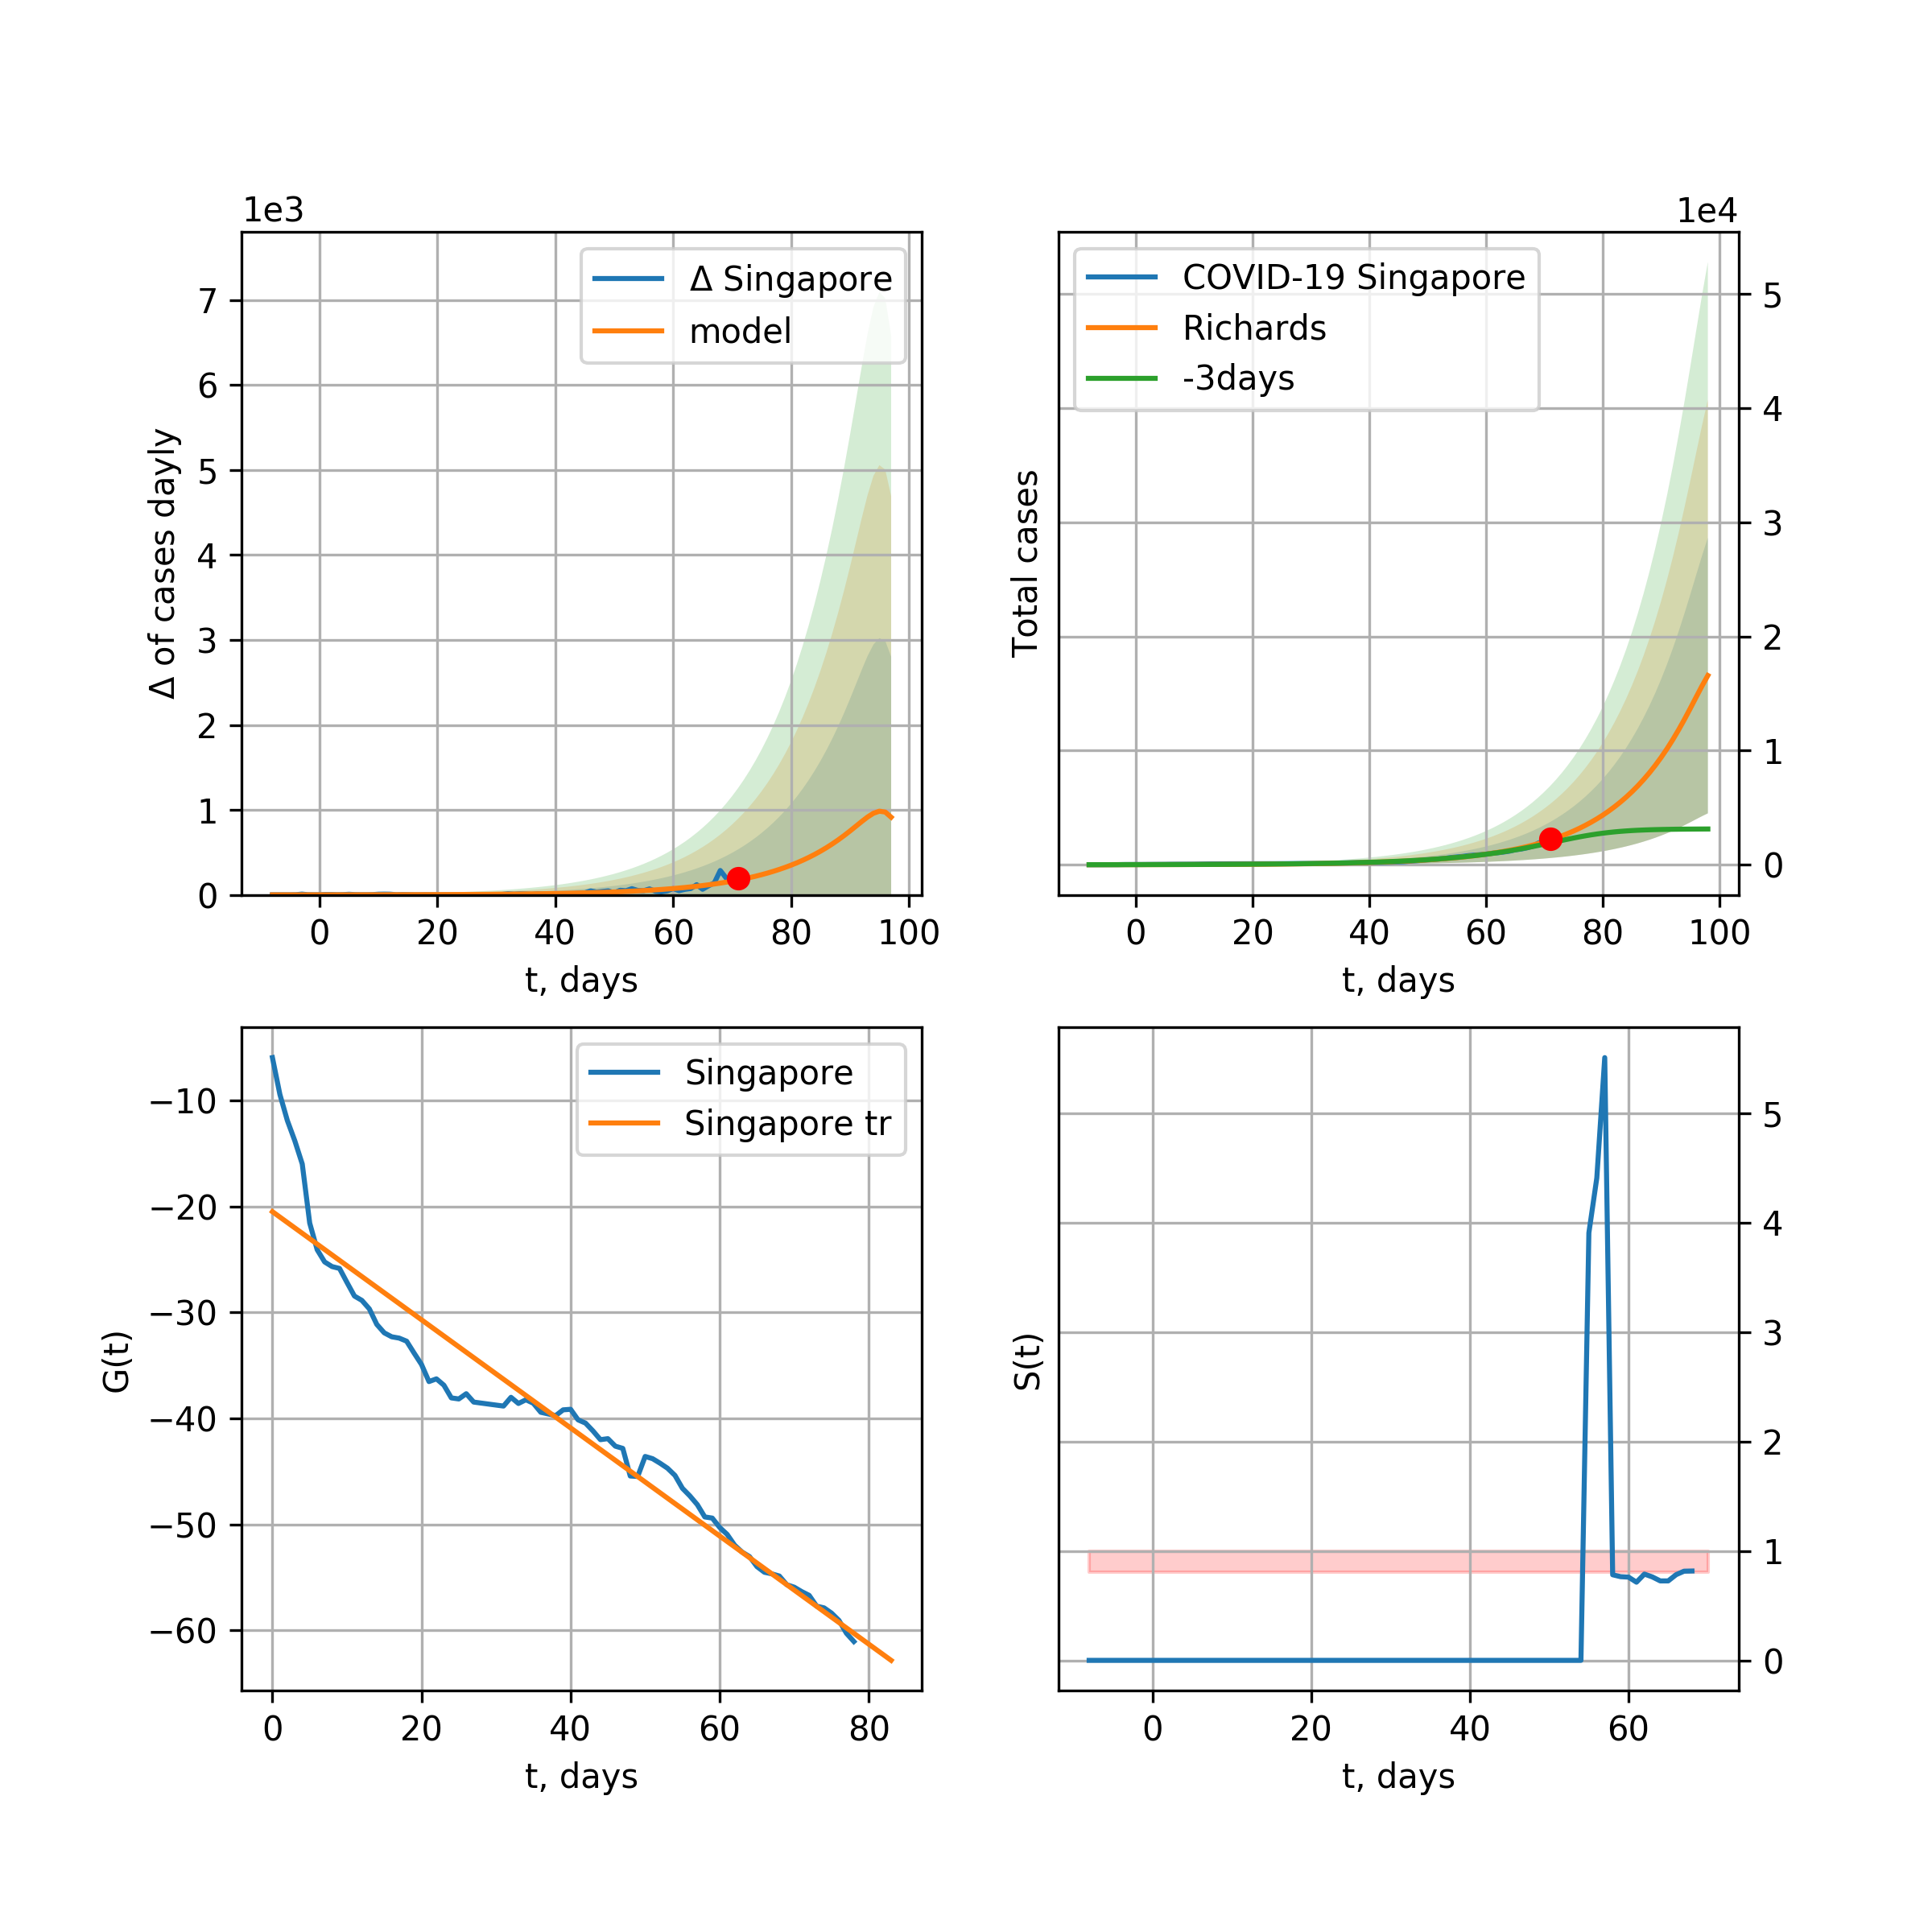 1e3
Δ Singapore
model
7
6
5
4
3
2
1
0
Δ of cases dayly
0 20 40 60 80 100
t, days
1e4
COVID-19 Singapore
Richards
-3days
5
4
3
2
1
0
Total cases
0 20 40 60 80 100
t, days
Singapore
Singapore tr
−10
−20
−30
−40
−50
−60
G(t)
0 20 40 60 80
t, days
5
4
3
2
1
0
S(t)
0 20 40 60
t, days